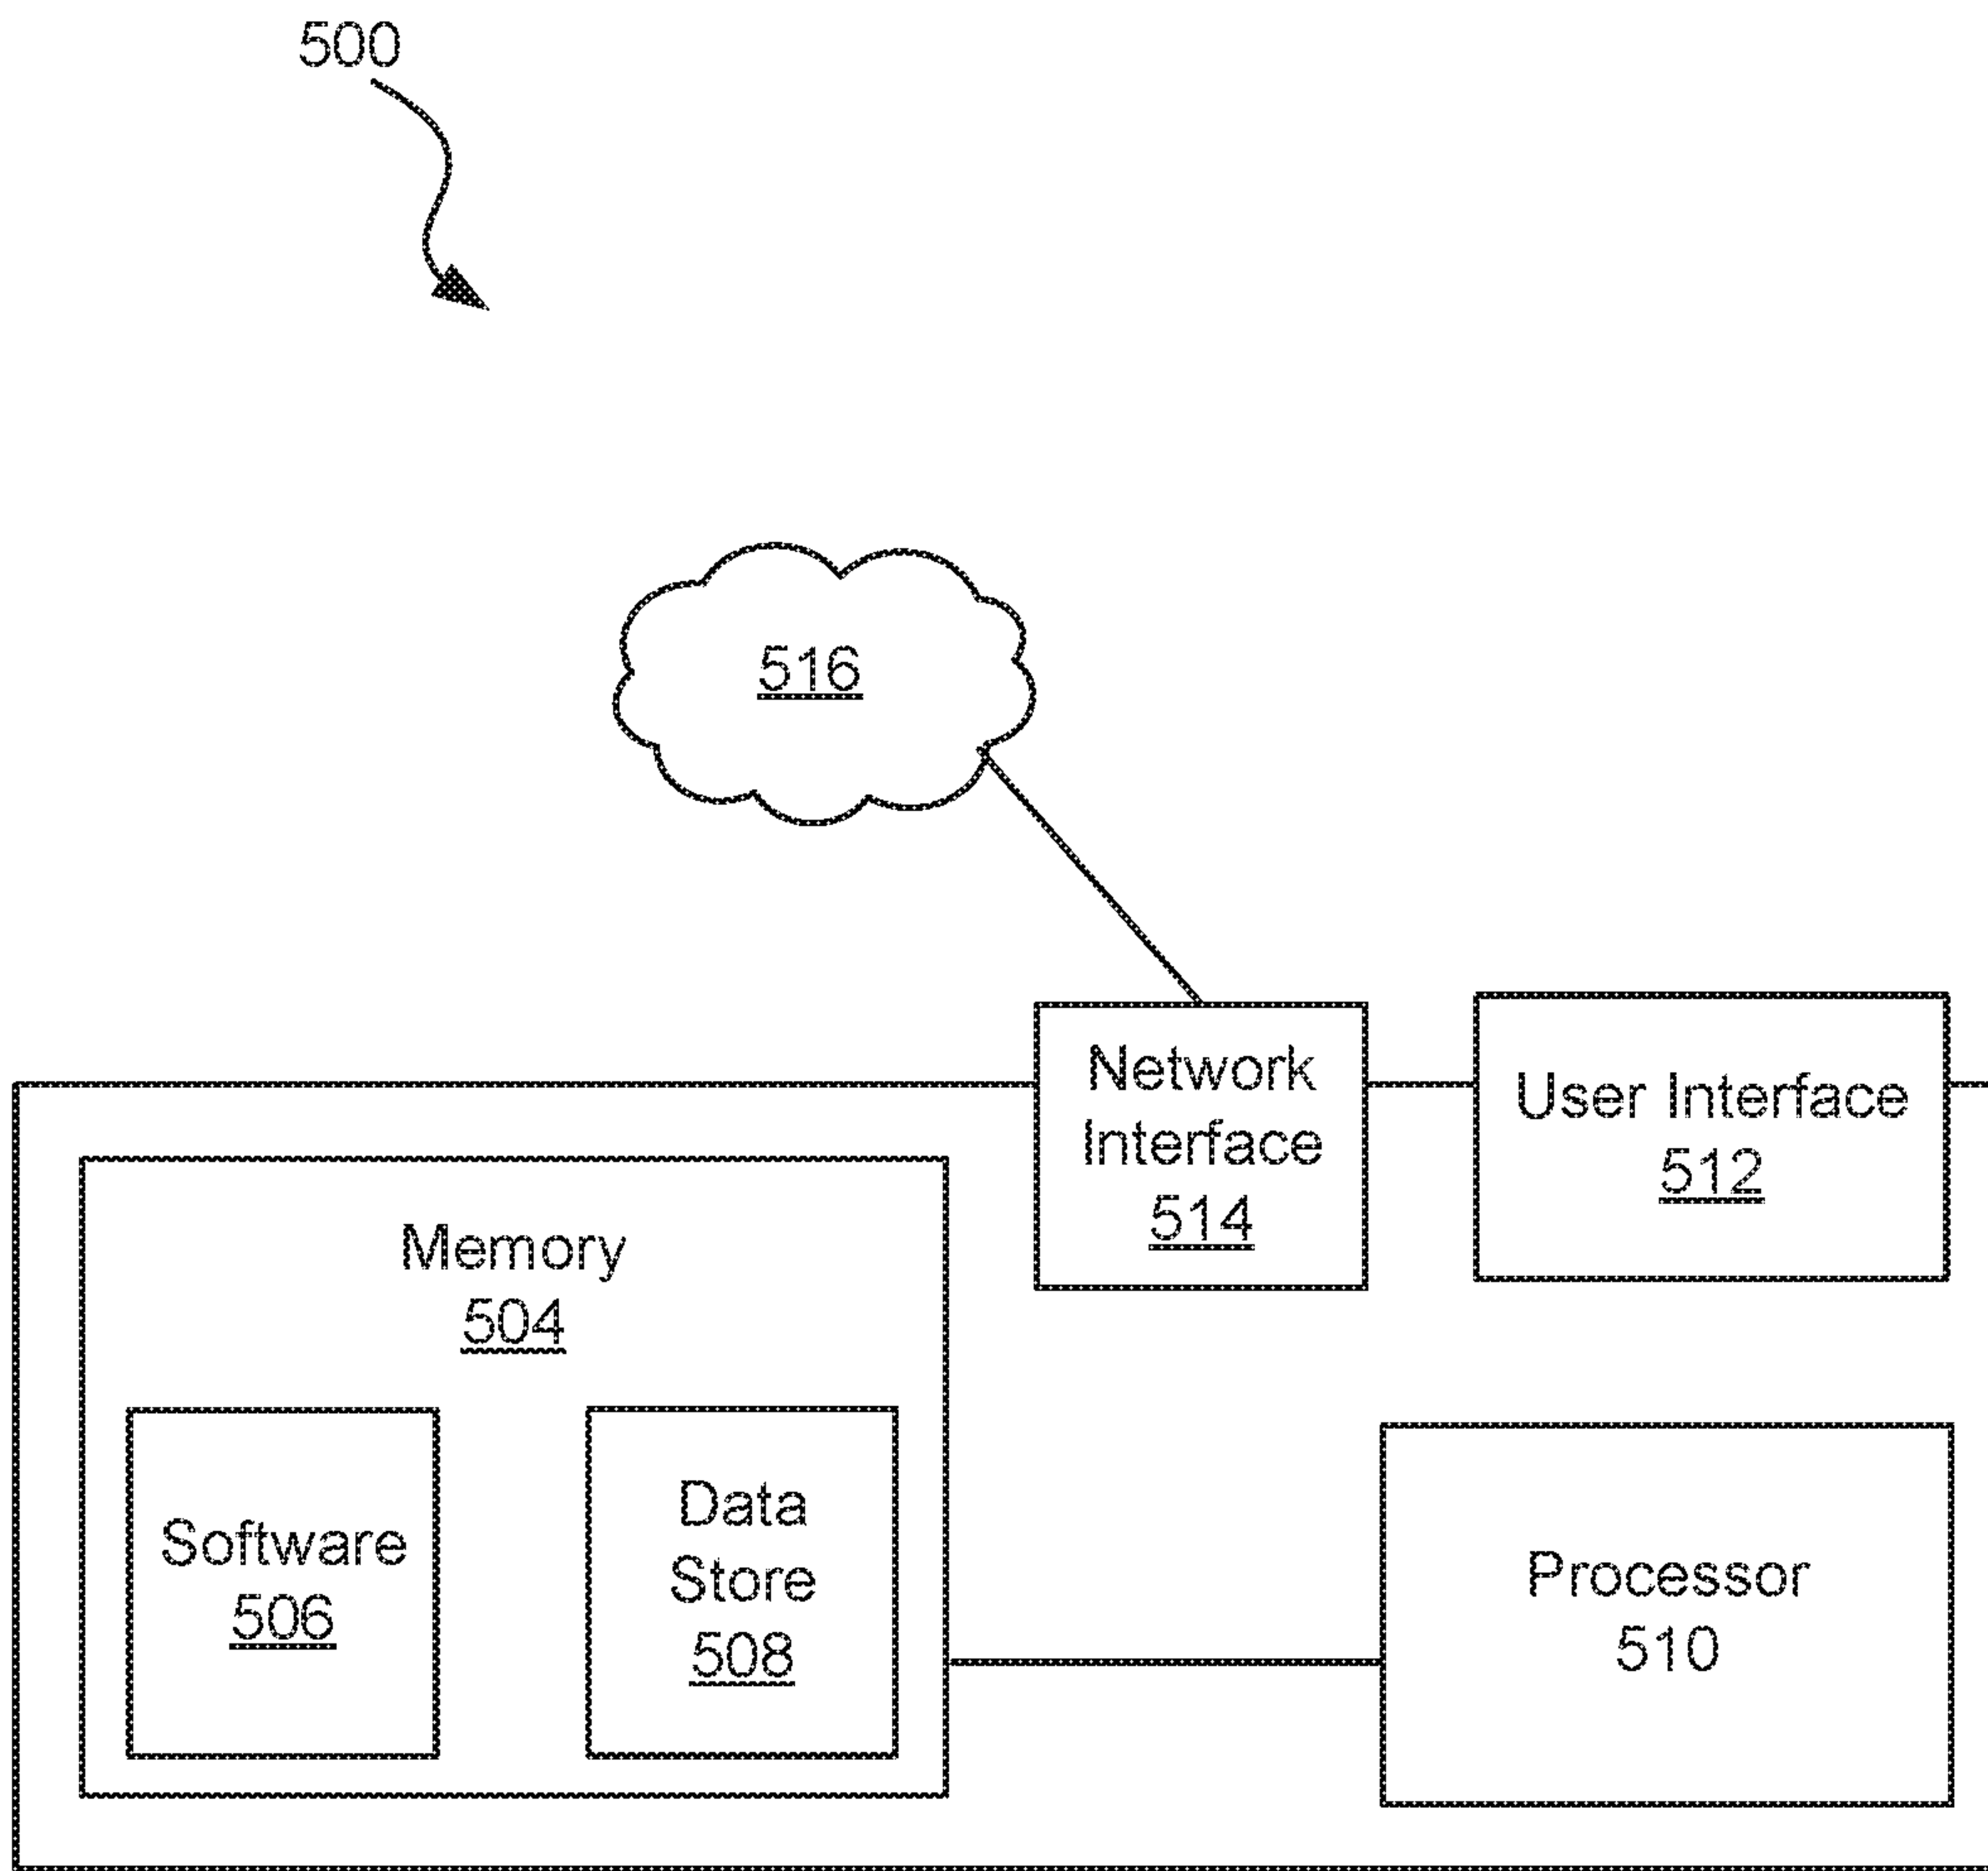 500
516
Network
Interface
514
User Interface
512
Memory
504
Software
506
Data
Store
508
Processor
510